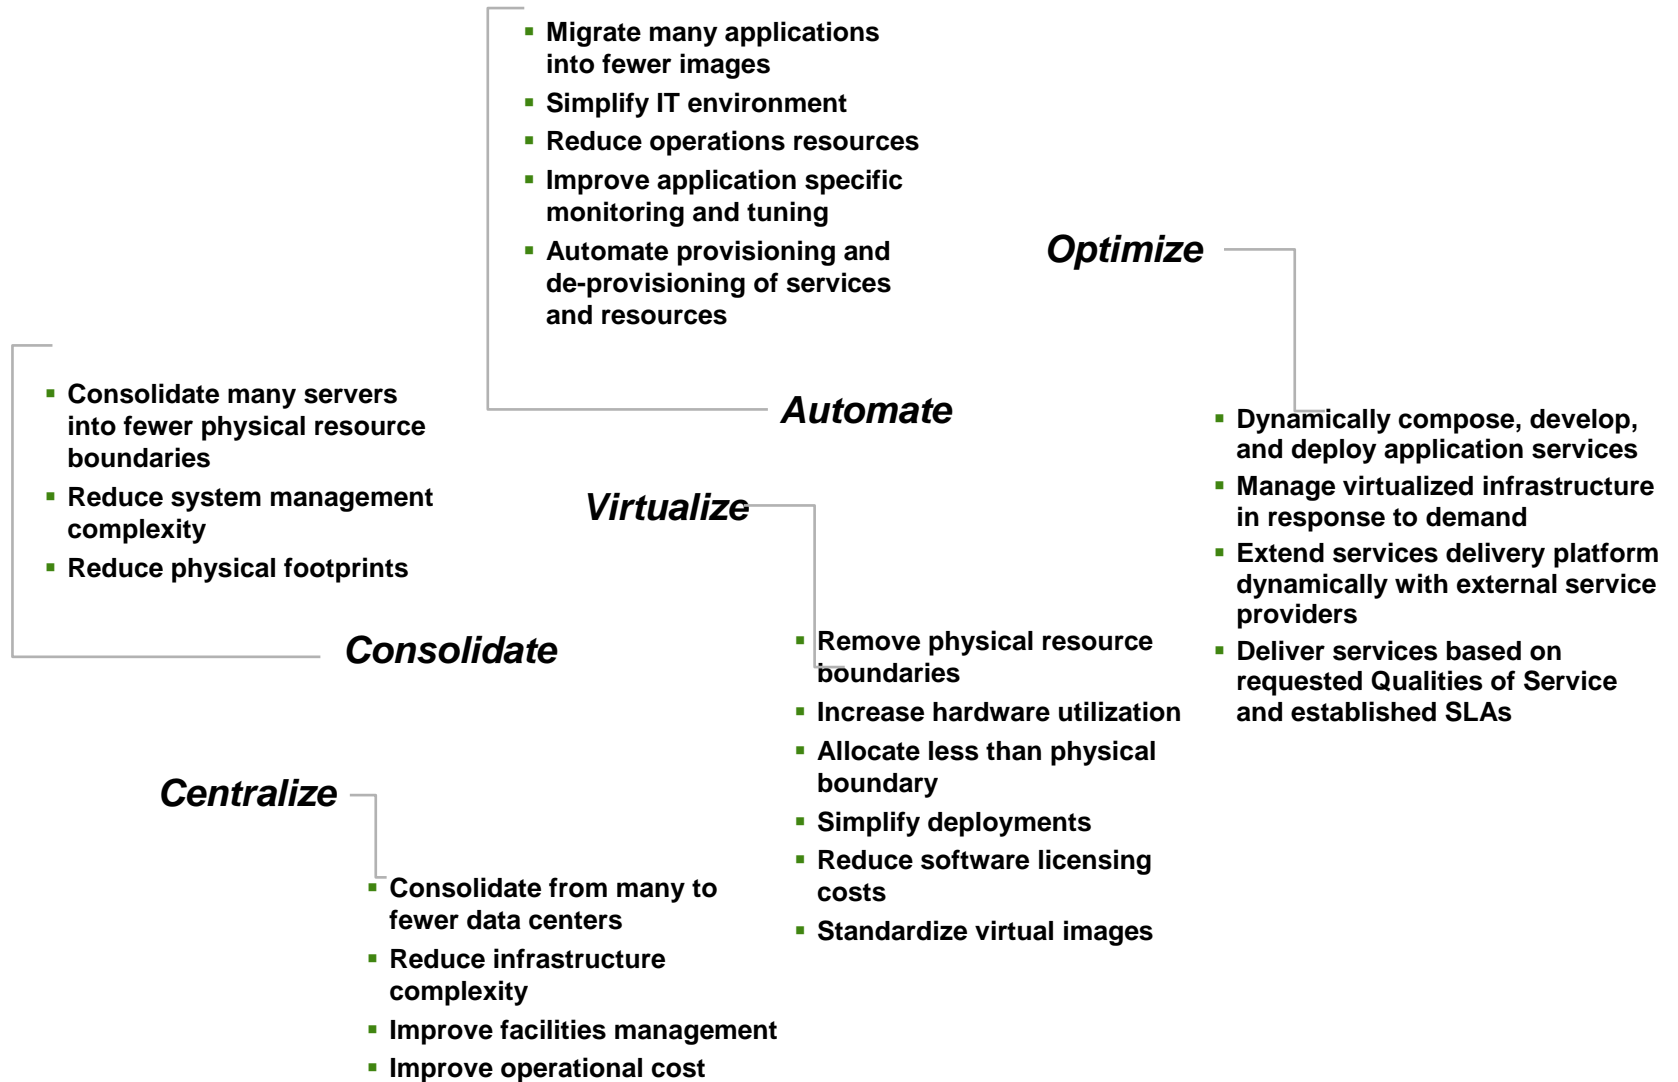 ▪ Migrate many applications
into fewer images
▪ Simplify IT environment
▪ Reduce operations resources
▪ Improve application specific
monitoring and tuning
▪ Automate provisioning and
de-provisioning of services
and resources
Automate
Optimize
▪ Dynamically compose, develop,
and deploy application services
▪ Manage virtualized infrastructure
in response to demand
▪ Extend services delivery platform
dynamically with external service
providers
▪ Deliver services based on
requested Qualities of Service
and established SLAs
▪ Consolidate many servers
into fewer physical resource
boundaries
▪ Reduce system management
complexity
▪ Reduce physical footprints
Consolidate
Virtualize
▪ Remove physical resource
boundaries
▪ Increase hardware utilization
▪ Allocate less than physical
boundary
▪ Simplify deployments
▪ Reduce software licensing
costs
▪ Standardize virtual images
Centralize
▪ Consolidate from many to
fewer data centers
▪ Reduce infrastructure
complexity
▪ Improve facilities management
▪ Improve operational cost